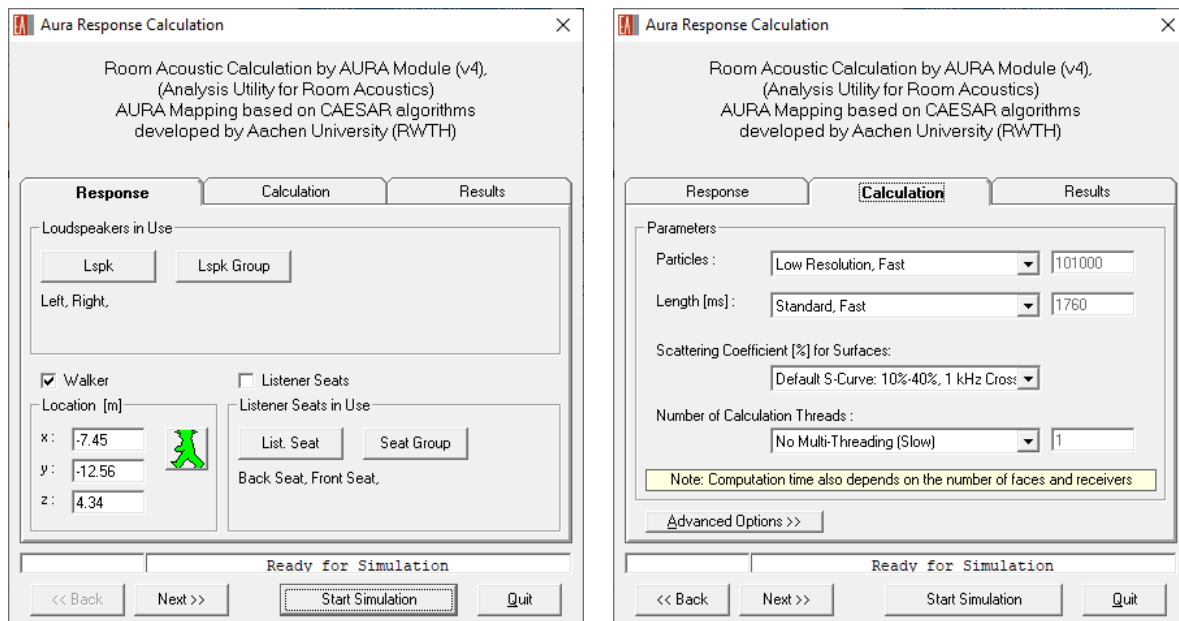 EA Aura Response Calculation
Room Acoustic Calculation by AURA Module (v4),
(Analysis Utility for Room Acoustics)
AURA Mapping based on CAESAR algorithms
developed by Aachen University (RWTH)
Response Calculation Results
Loudspeakers in Use
Lspk Lspk Group
Left, Right,
Walker Listener Seats
Location [m] Listener Seats in Use
x: -7.45
List. Seat Seat Group
y: -12.56
Back Seat, Front Seat,
z: 4.34
Ready for Simulation
<< Back Next >> Start Simulation Quit
EA Aura Response Calculation
Room Acoustic Calculation by AURA Module (v4),
(Analysis Utility for Room Acoustics)
AURA Mapping based on CAESAR algorithms
developed by Aachen University (RWTH)
Response Calculation Results
Parameters
Particles : Low Resolution, Fast 101000
Length [ms] : Standard, Fast 1760
Scattering Coefficient [%] for Surfaces:
Default S-Curve: 10%-40%, 1 kHz Cross
Number of Calculation Threads :
No Multi-Threading (Slow) 1
Note: Computation time also depends on the number of faces and receivers
Advanced Options >>
Ready for Simulation
<< Back Next >> Start Simulation Quit